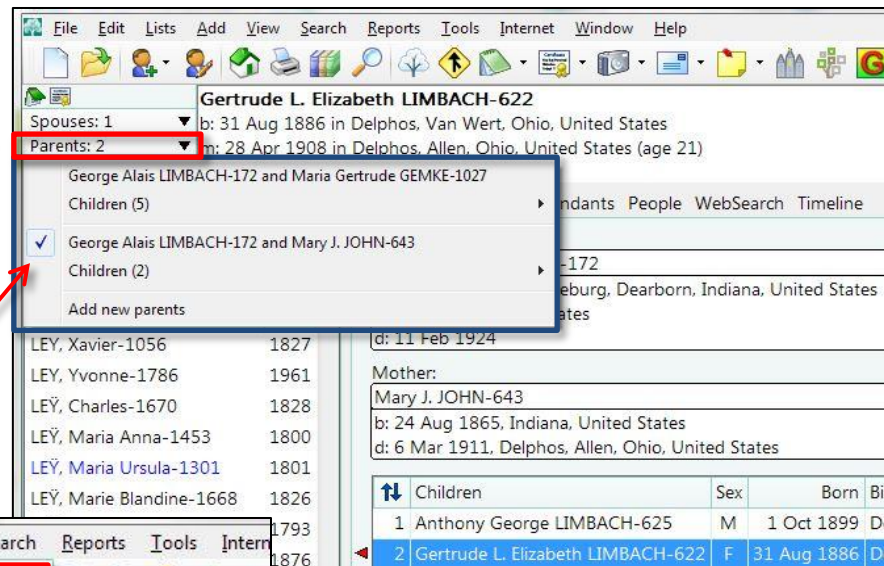 File Edit Lists Add View Search Reports Tools Internet Window Help
G
Gertrude L. Elizabeth LIMBACH-622
Spouses: 1 ▼ b: 31 Aug 1886 in Delphos, Van Wert, Ohio, United States
Parents: 2 ▼ m: 28 Apr 1908 in Delphos, Allen, Ohio, United States (age 21)
George Alais LIMBACH-172 and Maria Gertrude GEMKE-1027
Children (5)
ndants People WebSearch Timeline
✓ George Alais LIMBACH-172 and Mary J. JOHN-643
Children (2)
-172
eburg, Dearborn, Indiana, United States
Add new parents
ates
d: 11 Feb 1924
LEY, Xavier-1056 1827
LEY, Yvonne-1786 1961
LEŸ, Charles-1670 1828
LEŸ, Maria Anna-1453 1800
LEŸ, Maria Ursula-1301 1801
LEŸ, Marie Blandine-1668 1826
1793
1876
Mother:
Mary J. JOHN-643
b: 24 Aug 1865, Indiana, United States
d: 6 Mar 1911, Delphos, Allen, Ohio, United States
Children Sex Born Bi
1 Anthony George LIMBACH-625 M 1 Oct 1899 De
2 Gertrude L. Elizabeth LIMBACH-622 F 31 Aug 1886 De
arch Reports Tools Intern